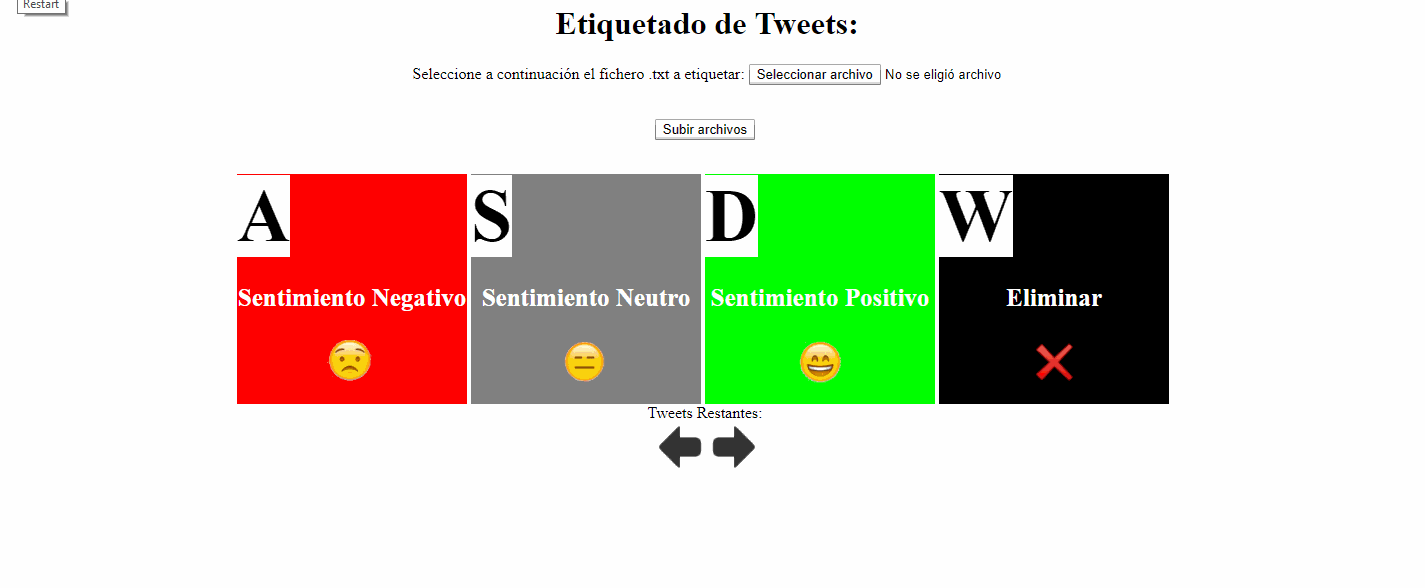 Restart
Etiquetado de Tweets:
Seleccione a continuación el fichero .txt a etiquetar: Seleccionar archivo No se eligió archivo
Subir archivos
A S D W
Sentimiento Negativo Sentimiento Neutro Sentimiento Positivo Eliminar
Tweets Restantes: